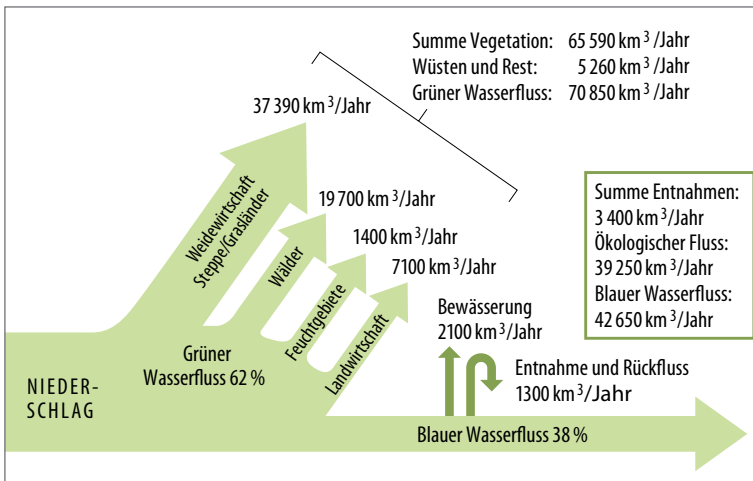 Summe Vegetation: 65 590 km³/Jahr
Wüsten und Rest: 5 260 km³/Jahr
Grüner Wasserfluss: 70 850 km³/Jahr
37 390 km³/Jahr
Weidewirtschaft
Steppe/Grasländer
19 700 km³/Jahr
Wälder
1400 km³/Jahr
Feuchtgebiete
7100 km³/Jahr
Landwirtschaft
Summe Entnahmen:
3 400 km³/Jahr
Ökologischer Fluss:
39 250 km³/Jahr
Blauer Wasserfluss:
42 650 km³/Jahr
Bewässerung
2100 km³/Jahr
Entnahme und Rückfluss
1300 km³/Jahr
Grüner
Wasserfluss 62 %
NIEDER-
SCHLAG
Blauer Wasserfluss 38 %